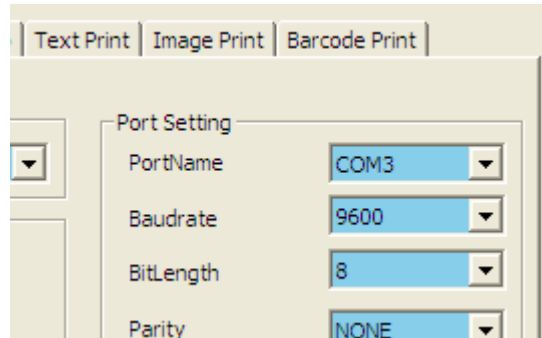 Text Print Image Print Barcode Print
Port Setting
PortName COM3
Baudrate 9600
BitLength 8
Parity NONE